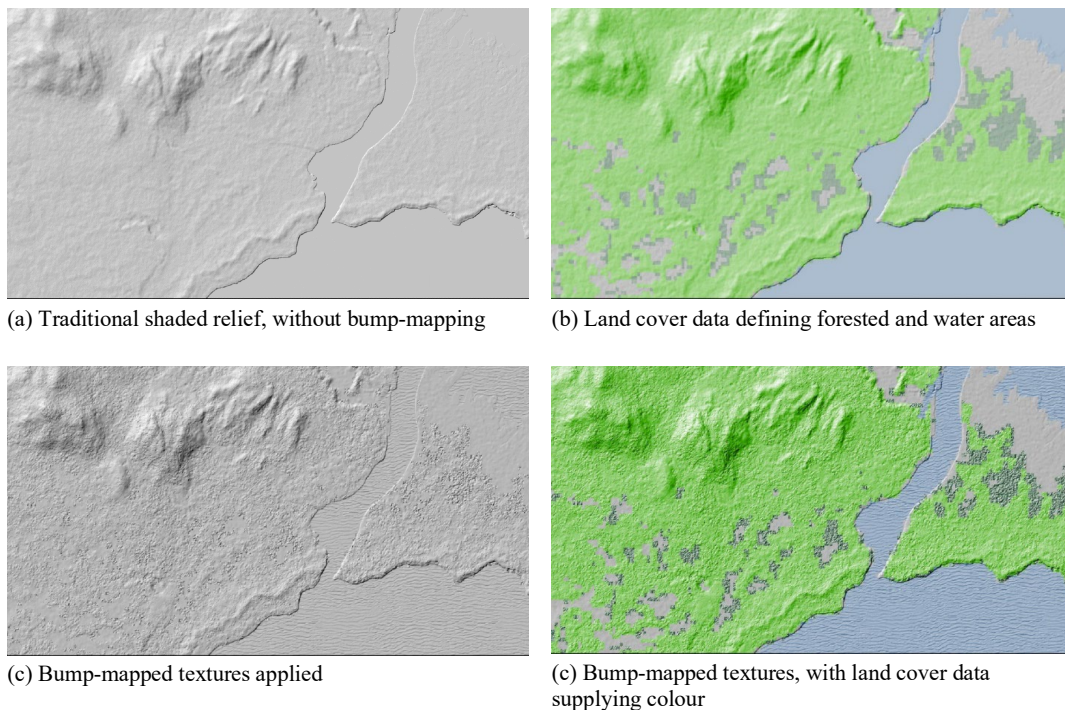 (a) Traditional shaded relief, without bump-mapping
(b) Land cover data defining forested and water areas
(c) Bump-mapped textures applied
(c) Bump-mapped textures, with land cover data
supplying colour